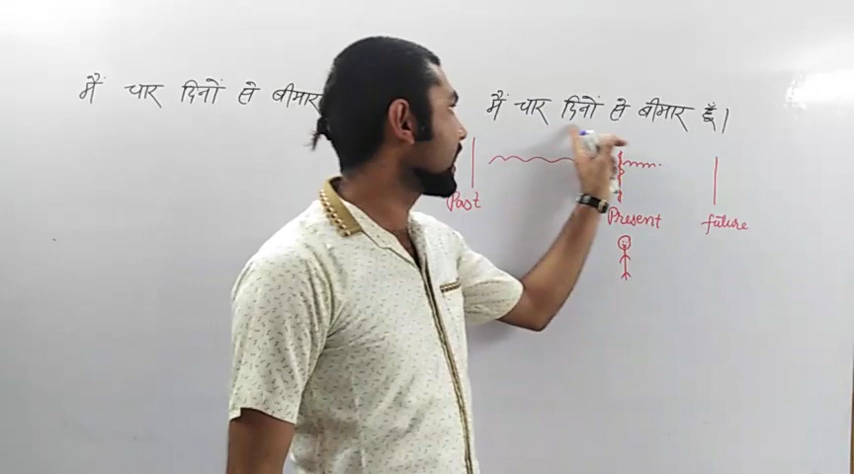 मैं चार दिनों से बीमार
मैं चार दिनों से बीमार हूँ।
Past
Present
future